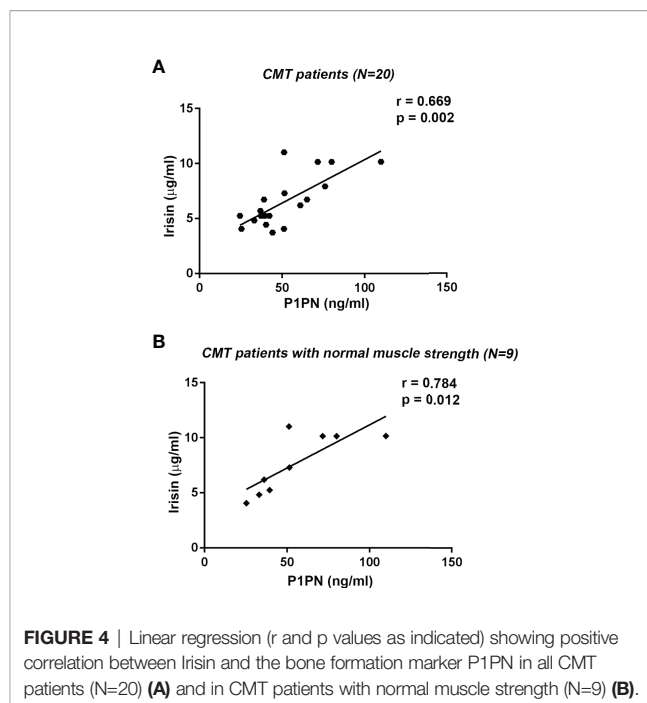 A
CMT patients (N=20)
r = 0.669
p = 0.002
15
10
5
0
Irisin (µg/ml)
0 50 100 150
P1PN (ng/ml)
B
CMT patients with normal muscle strength (N=9)
r = 0.784
p = 0.012
15
10
5
0
Irisin (µg/ml)
0 50 100 150
P1PN (ng/ml)
FIGURE 4 | Linear regression (r and p values as indicated) showing positive
correlation between Irisin and the bone formation marker P1PN in all CMT
patients (N=20) (A) and in CMT patients with normal muscle strength (N=9) (B).